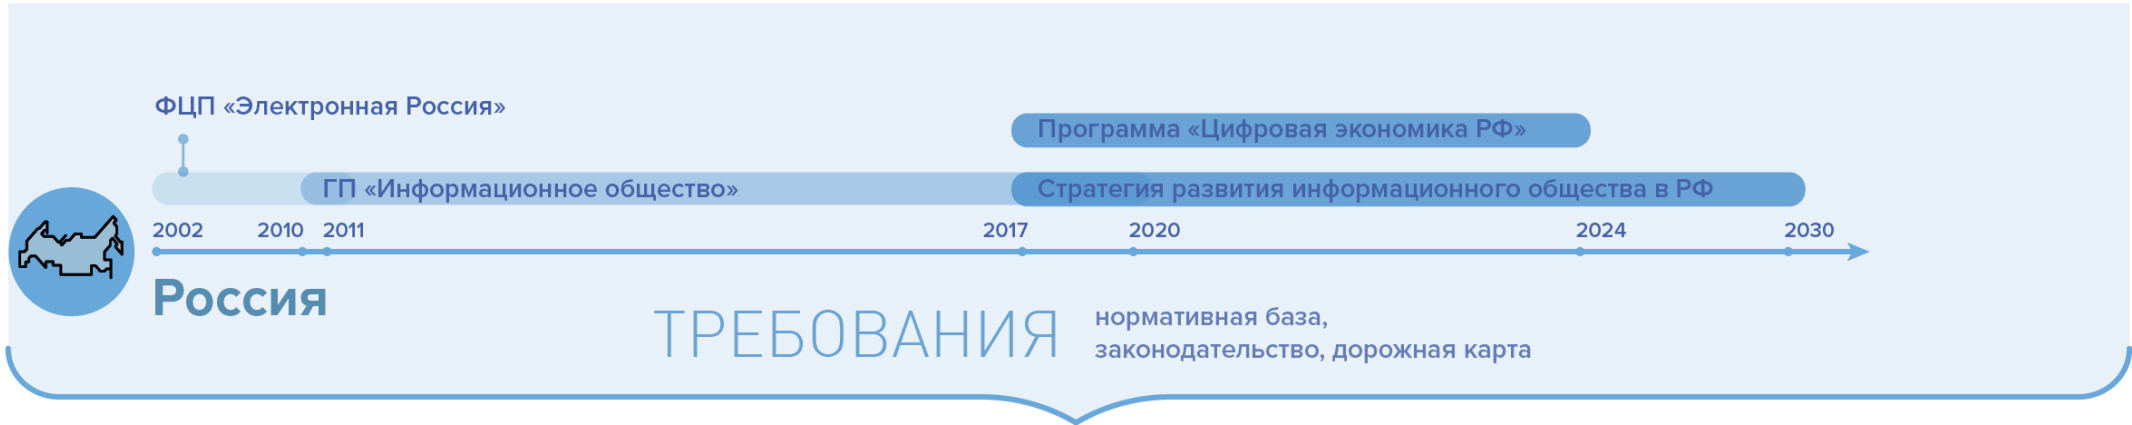 ФЦП «Электронная Россия»
Программа «Цифровая экономика РФ»
ГП «Информационное общество»
Стратегия развития информационного общества в РФ
2002 2010 2011 2017 2020 2024 2030
Россия
ТРЕБОВАНИЯ
нормативная база,
законодательство, дорожная карта